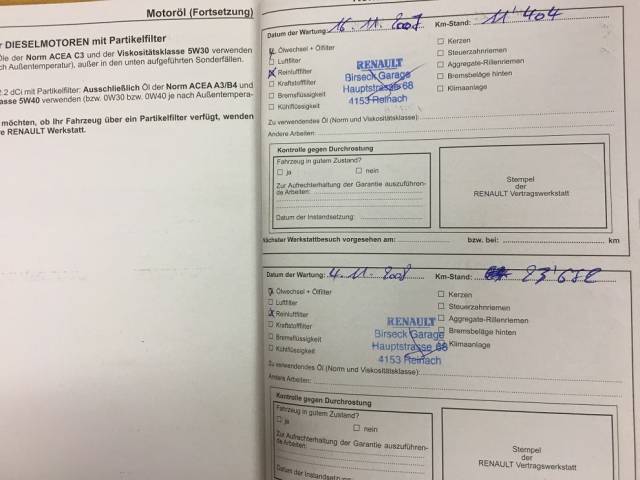 Motoröl (Fortsetzung)
DIESELMOTOREN mit Partikelfilter
der Norm ACEA C3 und der Viskositätsklasse 5W30 verwenden
Außentemperatur), außer in den unten aufgeführten Sonderfällen.
.2 dCi mit Partikelfilter: Ausschließlich Öl der Norm ACEA A3/B4 und
5W40 verwenden (bzw. 0W30 bzw. 0W40 je nach Außentempera-
möchten, ob Ihr Fahrzeug über ein Partikelfilter verfügt, wenden
RENAULT Werkstatt.
Datum der Wartung: 16.11.2007 Km-Stand: 11'404
Ölwechsel + Ölfilter
Luftfilter
Reinluftfilter
Kraftstofffilter
Bremsflüssigkeit
Kühlflüssigkeit
Kerzen
Steuerzahnriemen
Aggregate-Rillenriemen
Bremsbeläge hinten
Klimaanlage
RENAULT
Birseck Garage
Hauptstrasse 68
4153 Reinach
Zu verwendendes Öl (Norm und Viskositätsklasse):
Andere Arbeiten:
Kontrolle gegen Durchrostung
Fahrzeug in gutem Zustand?
ja nein
Zur Aufrechterhaltung der Garantie auszuführen-
de Arbeiten:
Datum der Instandsetzung:
Stempel
der
RENAULT Vertragswerkstatt
Nächster Werkstattbesuch vorgesehen am: bzw. bei: km
Datum der Wartung: 4.11.2008 Km-Stand:
Ölwechsel + Ölfilter
Luftfilter
Reinluftfilter
Kraftstofffilter
Bremsflüssigkeit
Kühlflüssigkeit
Kerzen
Steuerzahnriemen
Aggregate-Rillenriemen
Bremsbeläge hinten
Klimaanlage
RENAULT
Birseck Garage
Hauptstrasse 68
4153 Reinach
Zu verwendendes Öl (Norm und Viskositätsklasse):
Andere Arbeiten:
Kontrolle gegen Durchrostung
Fahrzeug in gutem Zustand?
ja nein
Zur Aufrechterhaltung der Garantie auszuführen-
de Arbeiten:
Datum der
Stempel
der
RENAULT Vertragswerkstatt